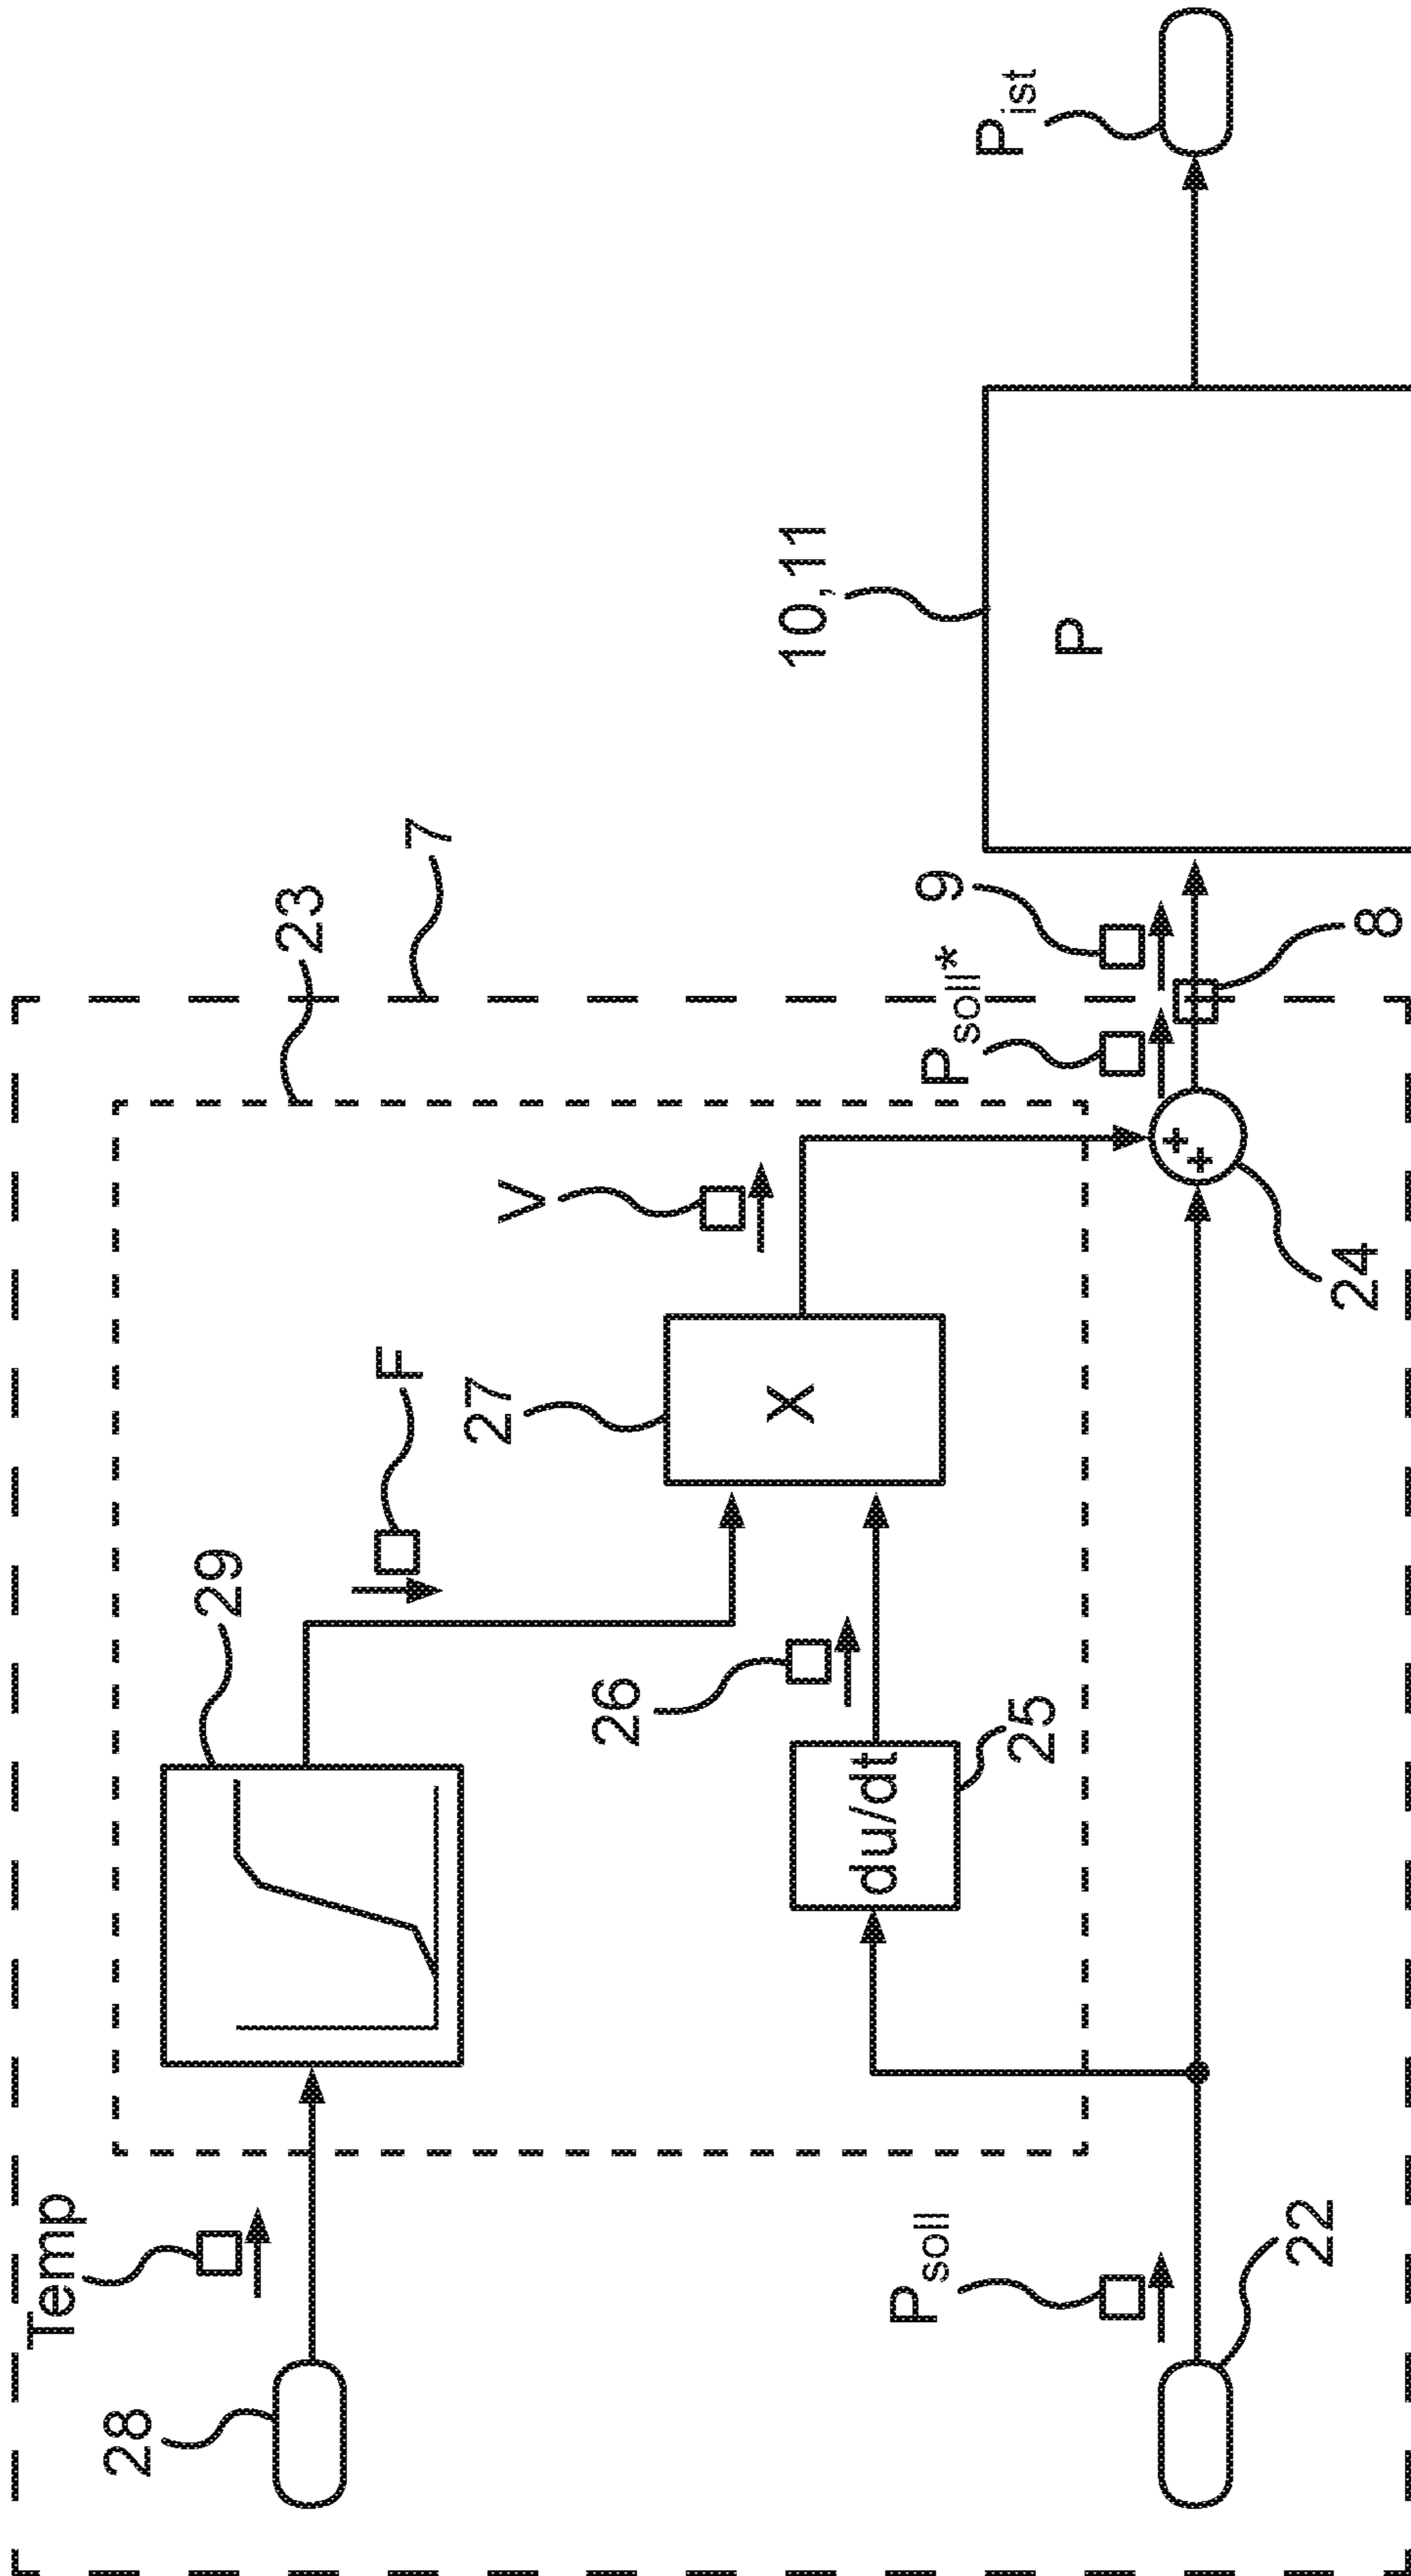 28
Temp
29
F
23
7
27
X
V
26
du/dt
25
10, 11
P
P_ist
P_soll
22
24
++
P_soll*
9
8